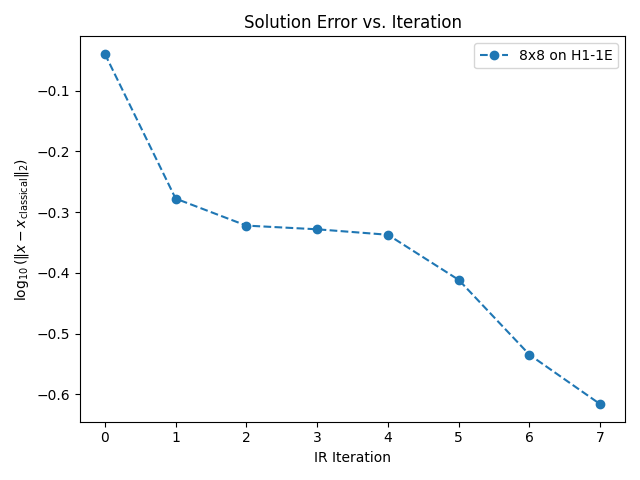 Solution Error vs. Iteration
8x8 on H1-1E
log₁₀ (‖x − x_classical‖₂)
−0.1
−0.2
−0.3
−0.4
−0.5
−0.6
0 1 2 3 4 5 6 7
IR Iteration